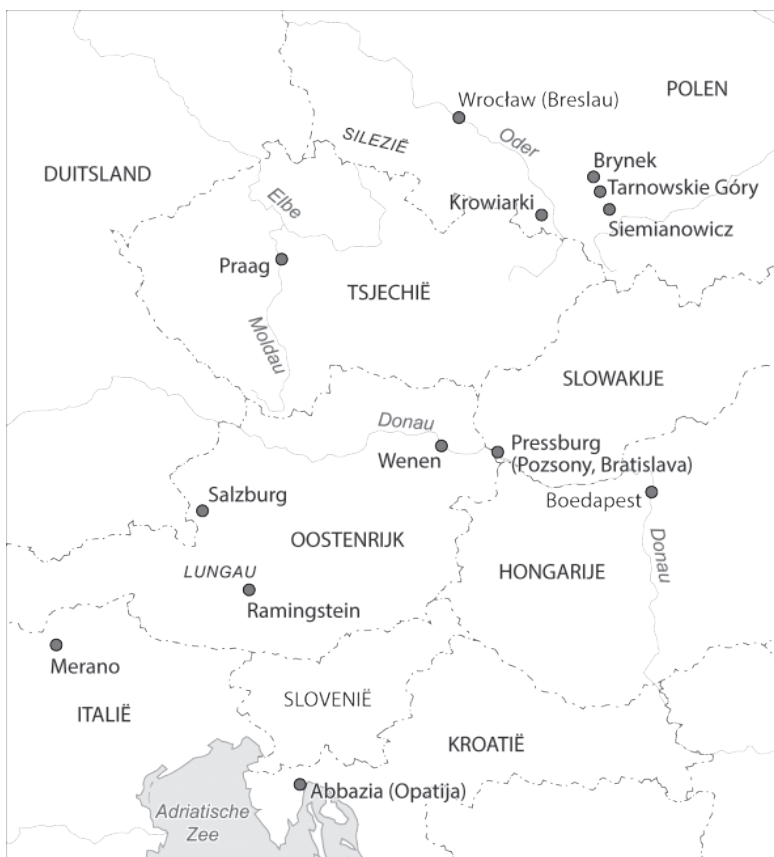 Wrocław (Breslau)
POLEN
SILEZIË
Oder
DUITSLAND
Brynek
Tarnowskie Góry
Elbe
Krowiarki
Siemianowicz
Praag
TSJECHIË
Moldau
SLOWAKIJE
Donau
Wenen
Pressburg
(Pozsony, Bratislava)
Salzburg
Boedapest
OOSTENRIJK
Donau
LUNGAU
HONGARIJE
Ramingstein
Merano
SLOVENIË
ITALIË
KROATIË
Abbazia (Opatija)
Adriatische
Zee